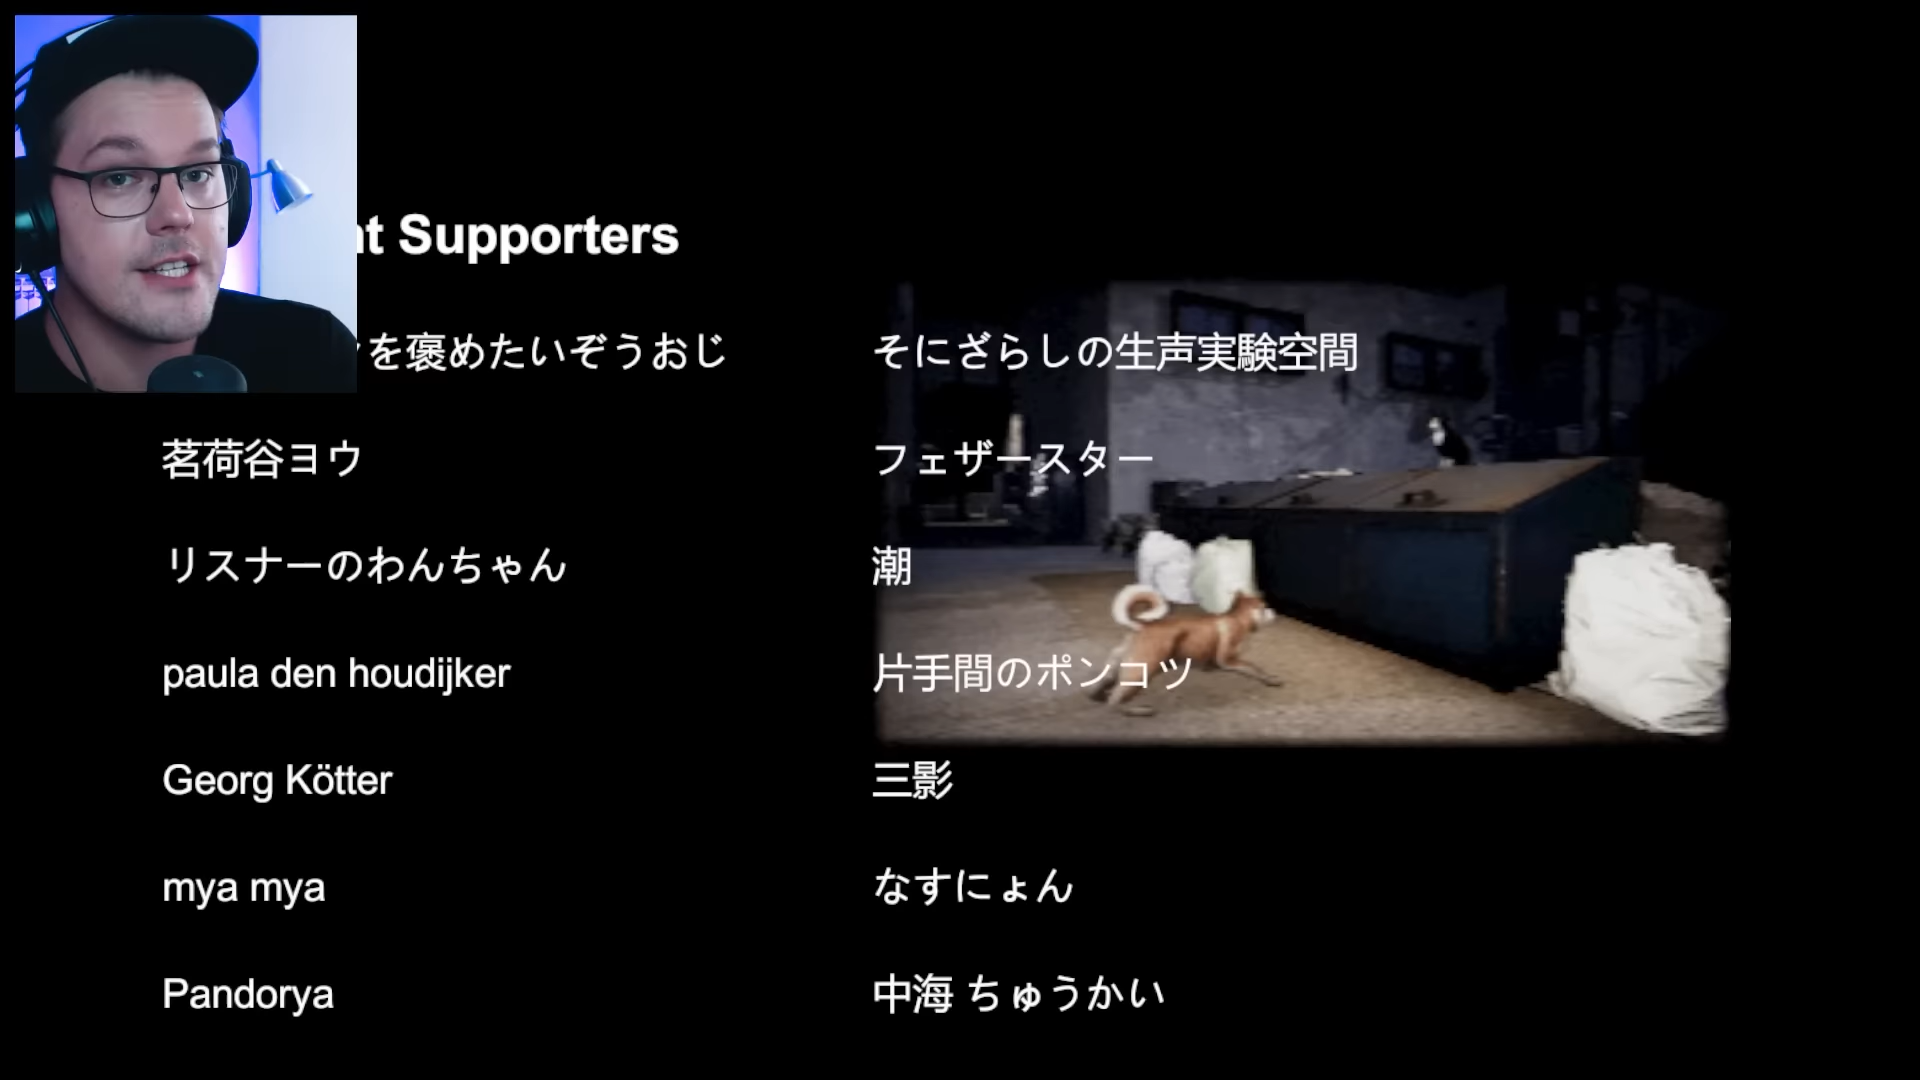 Supporters
を褒めたいぞうおじ
そにざらしの生声実験空間
茗荷谷ヨウ
フェザースター
リスナーのわんちゃん
潮
paula den houdijker
片手間のポンコツ
Georg Kötter
三影
mya mya
なすにょん
Pandorya
中海 ちゅうかい